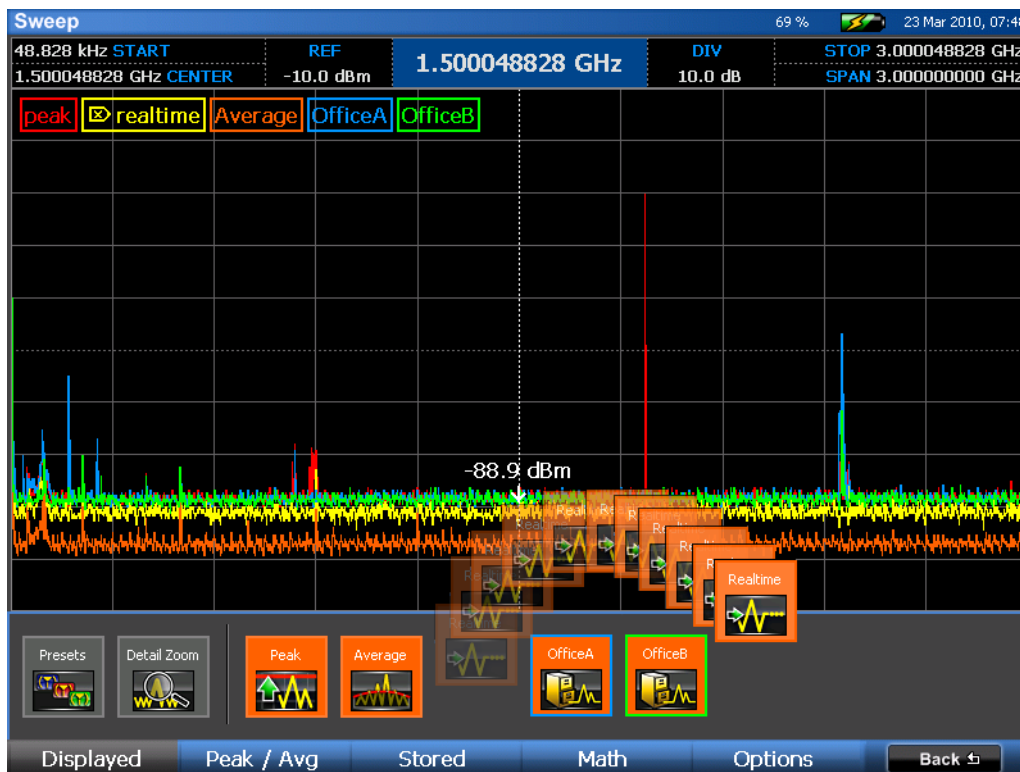 Sweep 69 % 23 Mar 2010, 07:48
48.828 kHz START REF 1.500048828 GHz DIV STOP 3.000048828 GHz
1.500048828 GHz CENTER -10.0 dBm 10.0 dB SPAN 3.000000000 GHz
peak realtime Average OfficeA OfficeB
-88.9 dBm
Realtime
Presets Detail Zoom Peak Average OfficeA OfficeB
Displayed Peak / Avg Stored Math Options Back